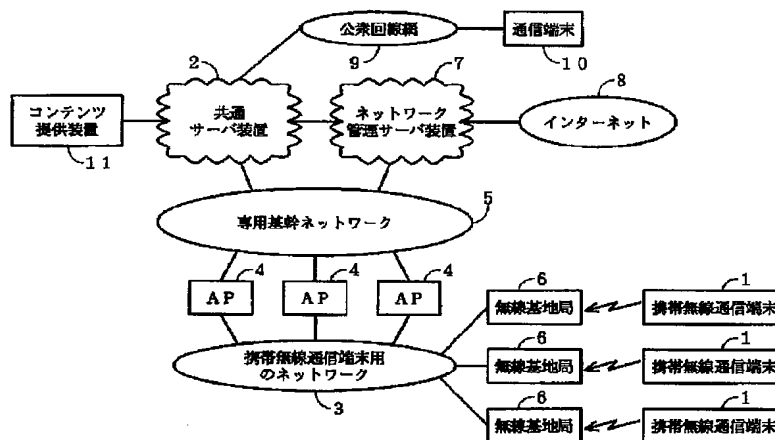 公衆回線網
通信端末
9
10
2
7
8
コンテンツ
提供装置
共通
サーバ装置
ネットワーク
管理サーバ装置
インターネット
11
5
専用基幹ネットワーク
4
4
4
AP
AP
AP
6
1
無線基地局
携帯無線通信端末
6
1
無線基地局
携帯無線通信端末
6
1
無線基地局
携帯無線通信端末
携帯無線通信端末用
のネットワーク
3